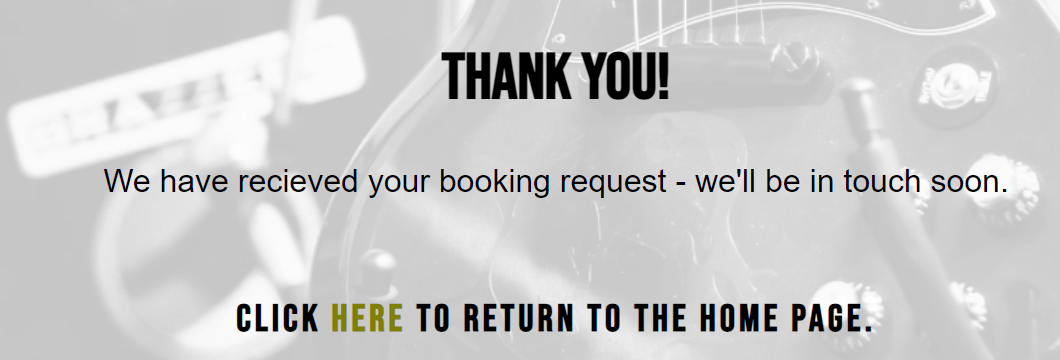 THANK YOU!
We have recieved your booking request - we'll be in touch soon.
CLICK HERE TO RETURN TO THE HOME PAGE.